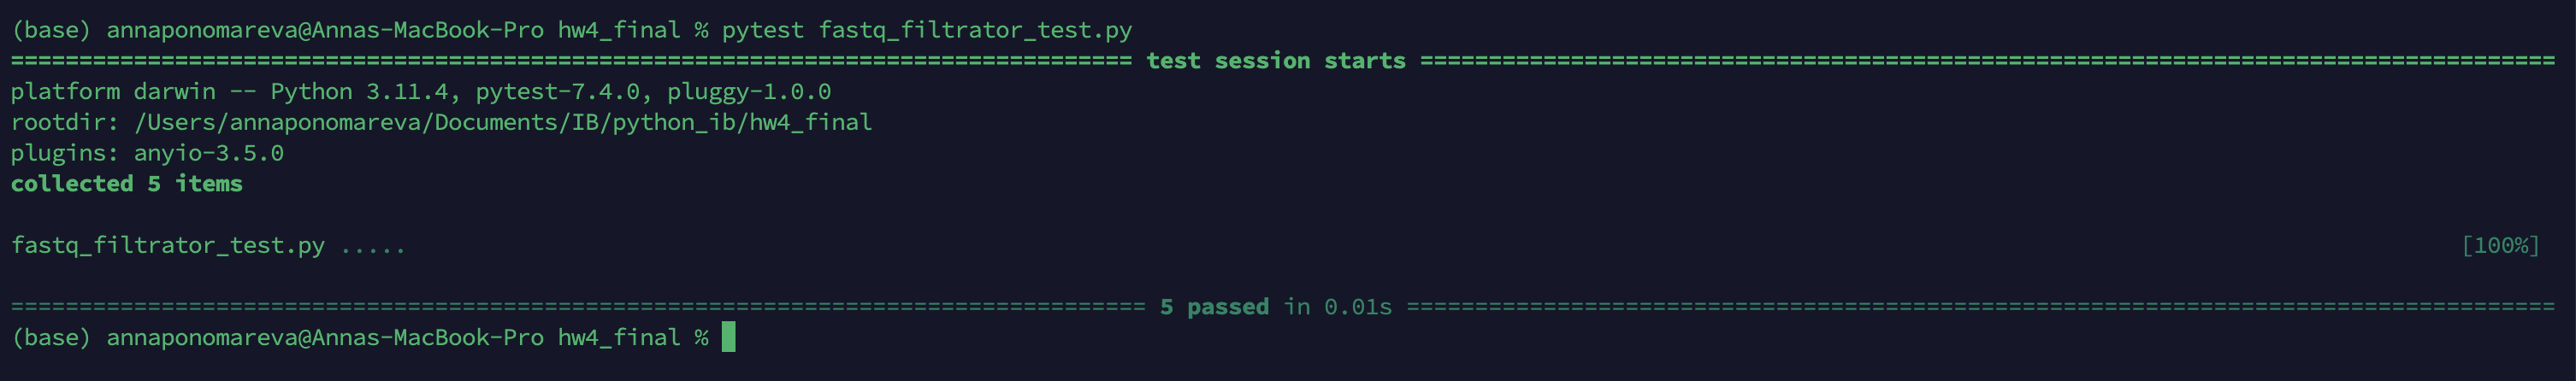 (base) annaponomareva@Annas-MacBook-Pro hw4_final % pytest fastq_filtrator_test.py
=================================================================================== test session starts ===================================================================================
platform darwin -- Python 3.11.4, pytest-7.4.0, pluggy-1.0.0
rootdir: /Users/annaponomareva/Documents/IB/python_ib/hw4_final
plugins: anyio-3.5.0
collected 5 items
fastq_filtrator_test.py ..... [100%]
==================================================================================== 5 passed in 0.01s ====================================================================================
(base) annaponomareva@Annas-MacBook-Pro hw4_final %